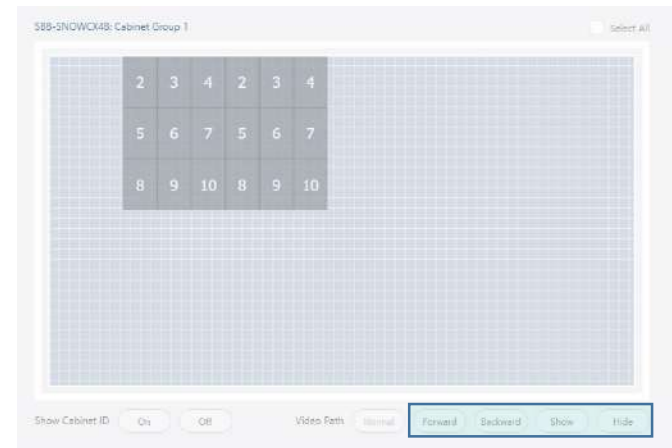 SBB-SNOWCX48: Cabinet Group 1
Select All
2 3 4 2 3 4
5 6 7 5 6 7
8 9 10 8 9 10
Show Cabinet ID On Off Video Path Normal Forward Backward Show Hide